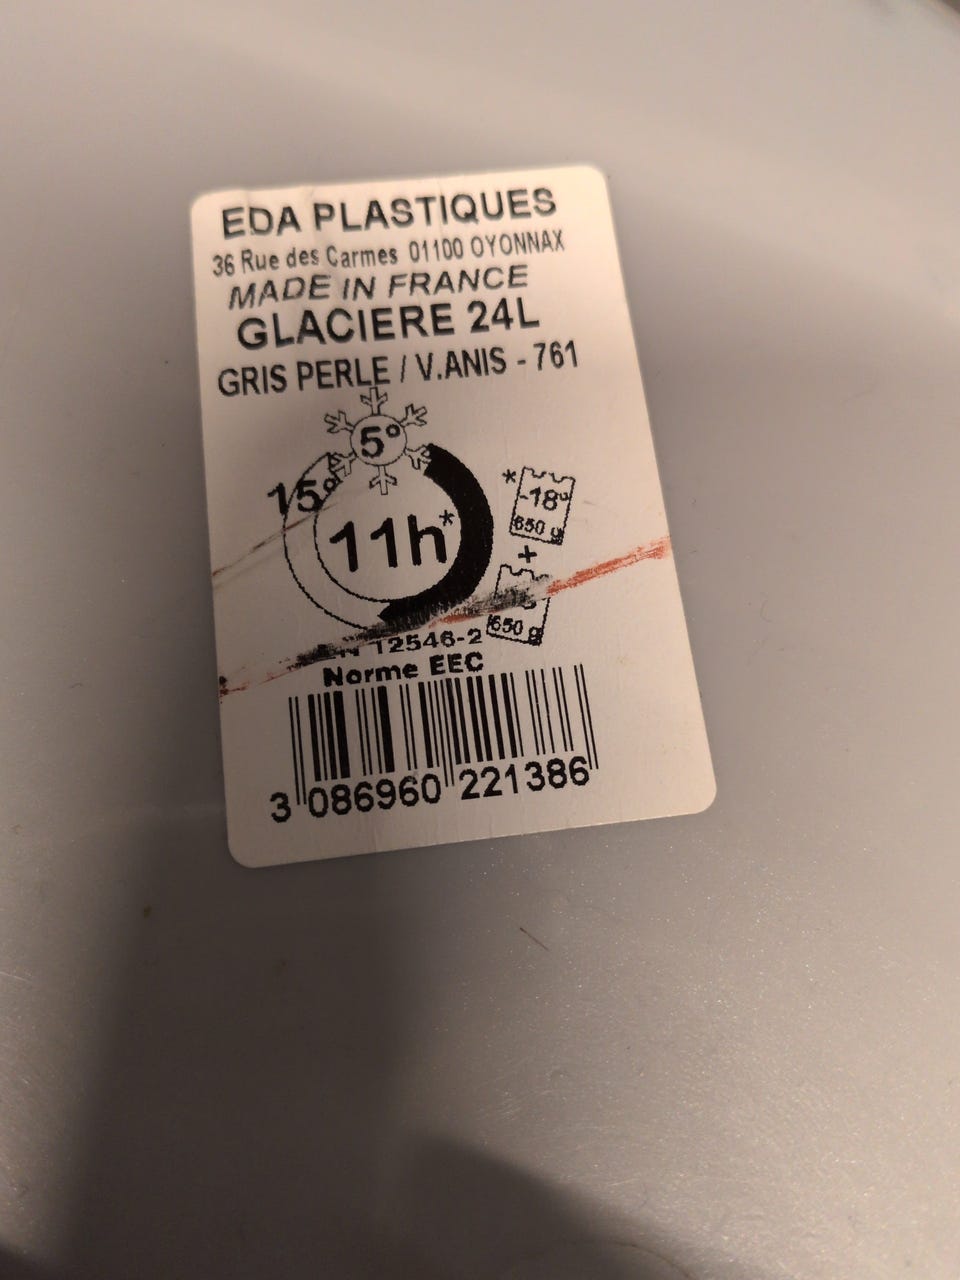 EDA PLASTIQUES
36 Rue des Carmes 01100 OYONNAX
MADE IN FRANCE
GLACIERE 24L
GRIS PERLE / V.ANIS - 761
5°
15°
11h*
* -18°
650 g
+
650 g
12546-2
Norme EEC
3 086960 221386